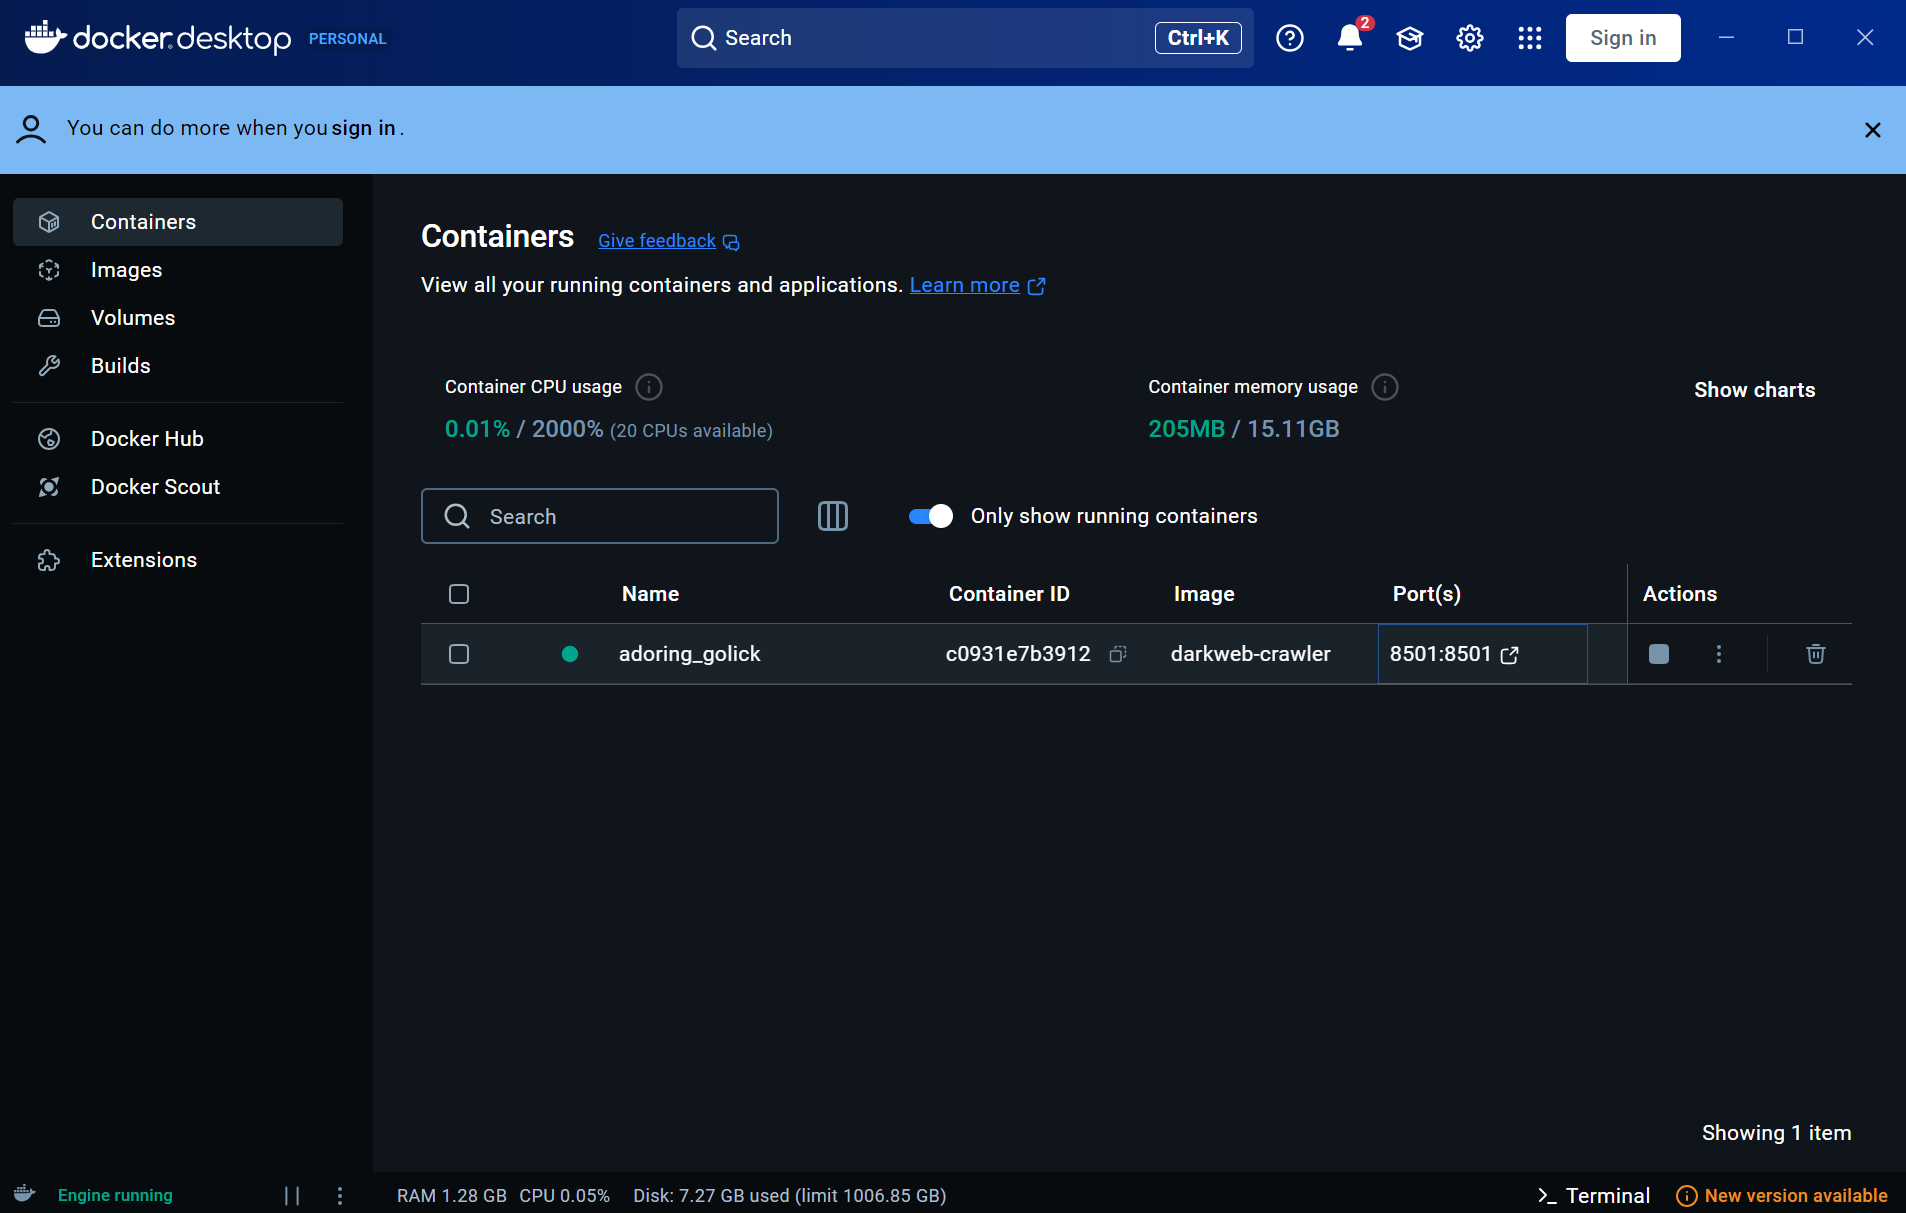 docker.desktop PERSONAL
Search Ctrl+K
2
Sign in
You can do more when you sign in .
Containers
Images
Volumes
Builds
Docker Hub
Docker Scout
Extensions
Containers Give feedback
View all your running containers and applications. Learn more
Container CPU usage
0.01% / 2000% (20 CPUs available)
Container memory usage
205MB / 15.11GB
Show charts
Search
Only show running containers
Name Container ID Image Port(s) Actions
adoring_golick c0931e7b3912 darkweb-crawler 8501:8501
Showing 1 item
Engine running
RAM 1.28 GB CPU 0.05% Disk: 7.27 GB used (limit 1006.85 GB)
>_ Terminal
New version available